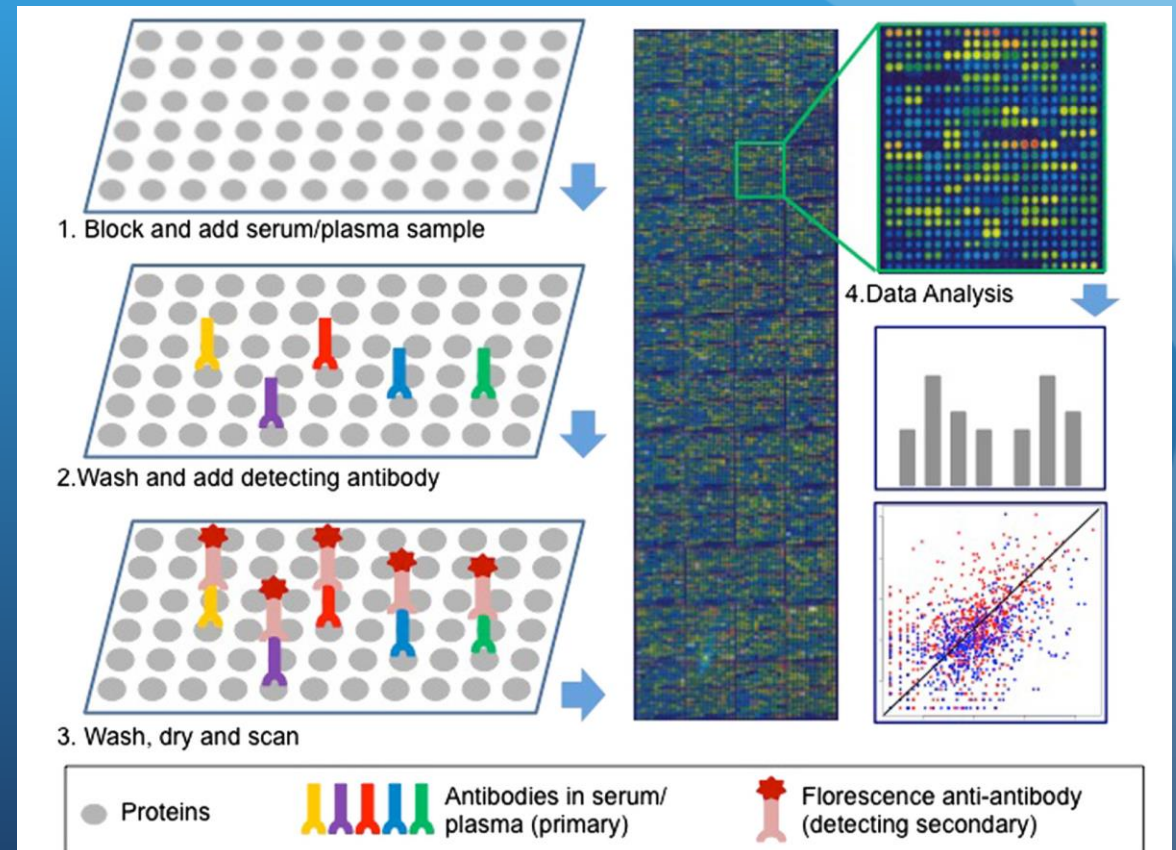 1. Block and add serum/plasma sample
2.Wash and add detecting antibody
3. Wash, dry and scan
4.Data Analysis
Proteins
Antibodies in serum/
plasma (primary)
Florescence anti-antibody
(detecting secondary)